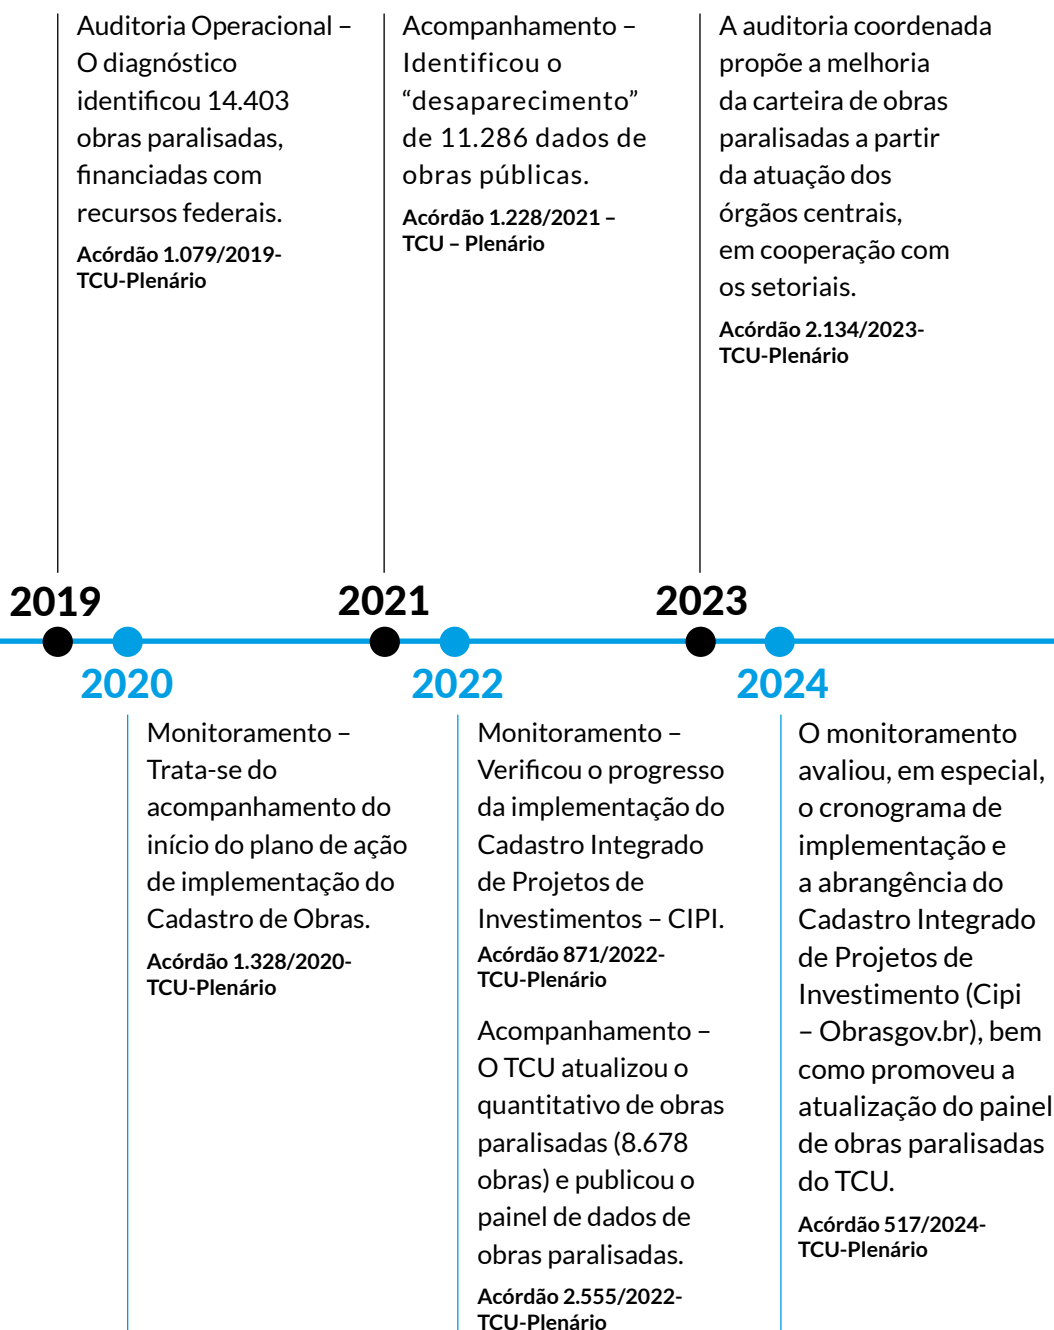 Auditoria Operacional –
O diagnóstico
identificou 14.403
obras paralisadas,
financiadas com
recursos federais.
Acórdão 1.079/2019-
TCU-Plenário
Acompanhamento –
Identificou o
“desaparecimento”
de 11.286 dados de
obras públicas.
Acórdão 1.228/2021 –
TCU – Plenário
A auditoria coordenada
propõe a melhoria
da carteira de obras
paralisadas a partir
da atuação dos
órgãos centrais,
em cooperação com
os setoriais.
Acórdão 2.134/2023-
TCU-Plenário
2019
2021
2023
2020
2022
2024
Monitoramento –
Trata-se do
acompanhamento do
início do plano de ação
de implementação do
Cadastro de Obras.
Acórdão 1.328/2020-
TCU-Plenário
Monitoramento –
Verificou o progresso
da implementação do
Cadastro Integrado
de Projetos de
Investimentos – CIPI.
Acórdão 871/2022-
TCU-Plenário
Acompanhamento –
O TCU atualizou o
quantitativo de obras
paralisadas (8.678
obras) e publicou o
painel de dados de
obras paralisadas.
Acórdão 2.555/2022-
TCU-Plenário
O monitoramento
avaliou, em especial,
o cronograma de
implementação e
a abrangência do
Cadastro Integrado
de Projetos de
Investimento (Cipi
– Obrasgov.br), bem
como promoveu a
atualização do painel
de obras paralisadas
do TCU.
Acórdão 517/2024-
TCU-Plenário